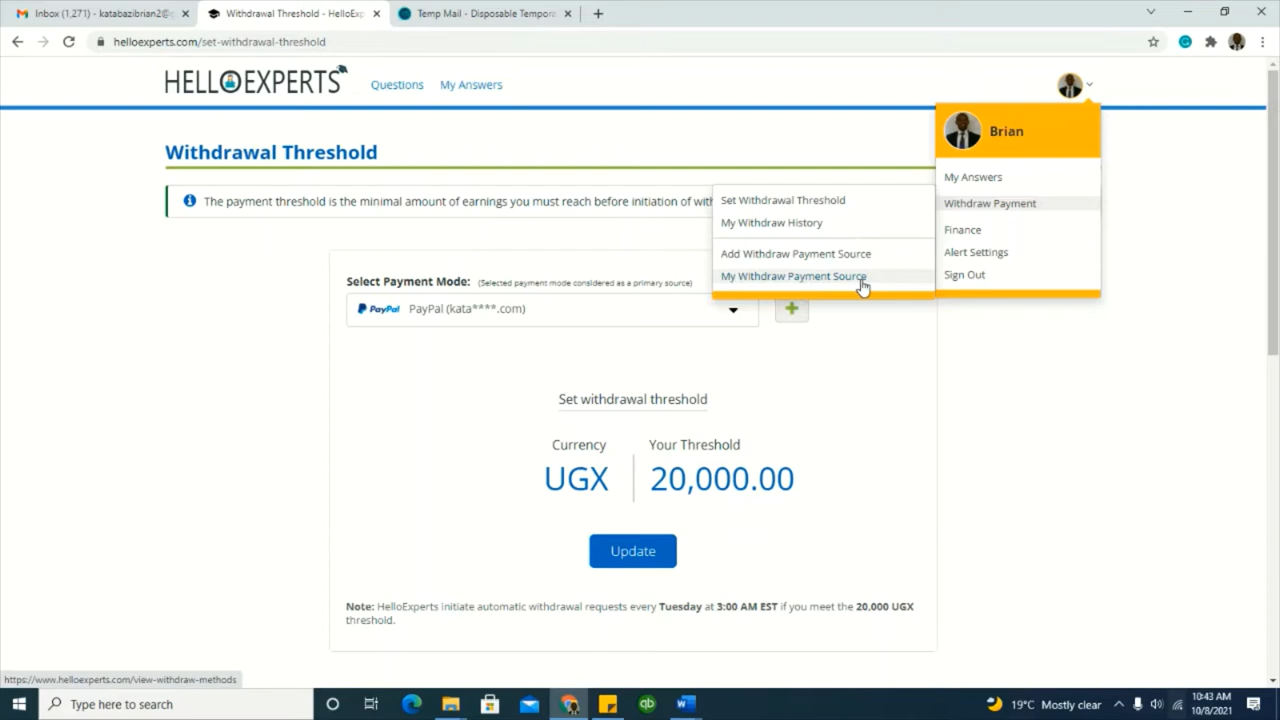 Inbox (1,271) - katabazibrian2@g
Withdrawal Threshold - HelloExp
Temp Mail - Disposable Tempora
helloexperts.com/set-withdrawal-threshold
HELLOEXPERTS
Questions
My Answers
Brian
Withdrawal Threshold
My Answers
The payment threshold is the minimal amount of earnings you must reach before initiation of with
Set Withdrawal Threshold
Withdraw Payment
My Withdraw History
Finance
Add Withdraw Payment Source
Alert Settings
My Withdraw Payment Source
Sign Out
Select Payment Mode: (Selected payment mode considered as a primary source)
PayPal PayPal (kata****.com)
Set withdrawal threshold
Currency Your Threshold
UGX 20,000.00
Update
Note: HelloExperts initiate automatic withdrawal requests every Tuesday at 3:00 AM EST if you meet the 20,000 UGX
threshold.
https://www.helloexperts.com/view-withdraw-methods
Type here to search
qb
19°C Mostly clear
10:43 AM
10/8/2021